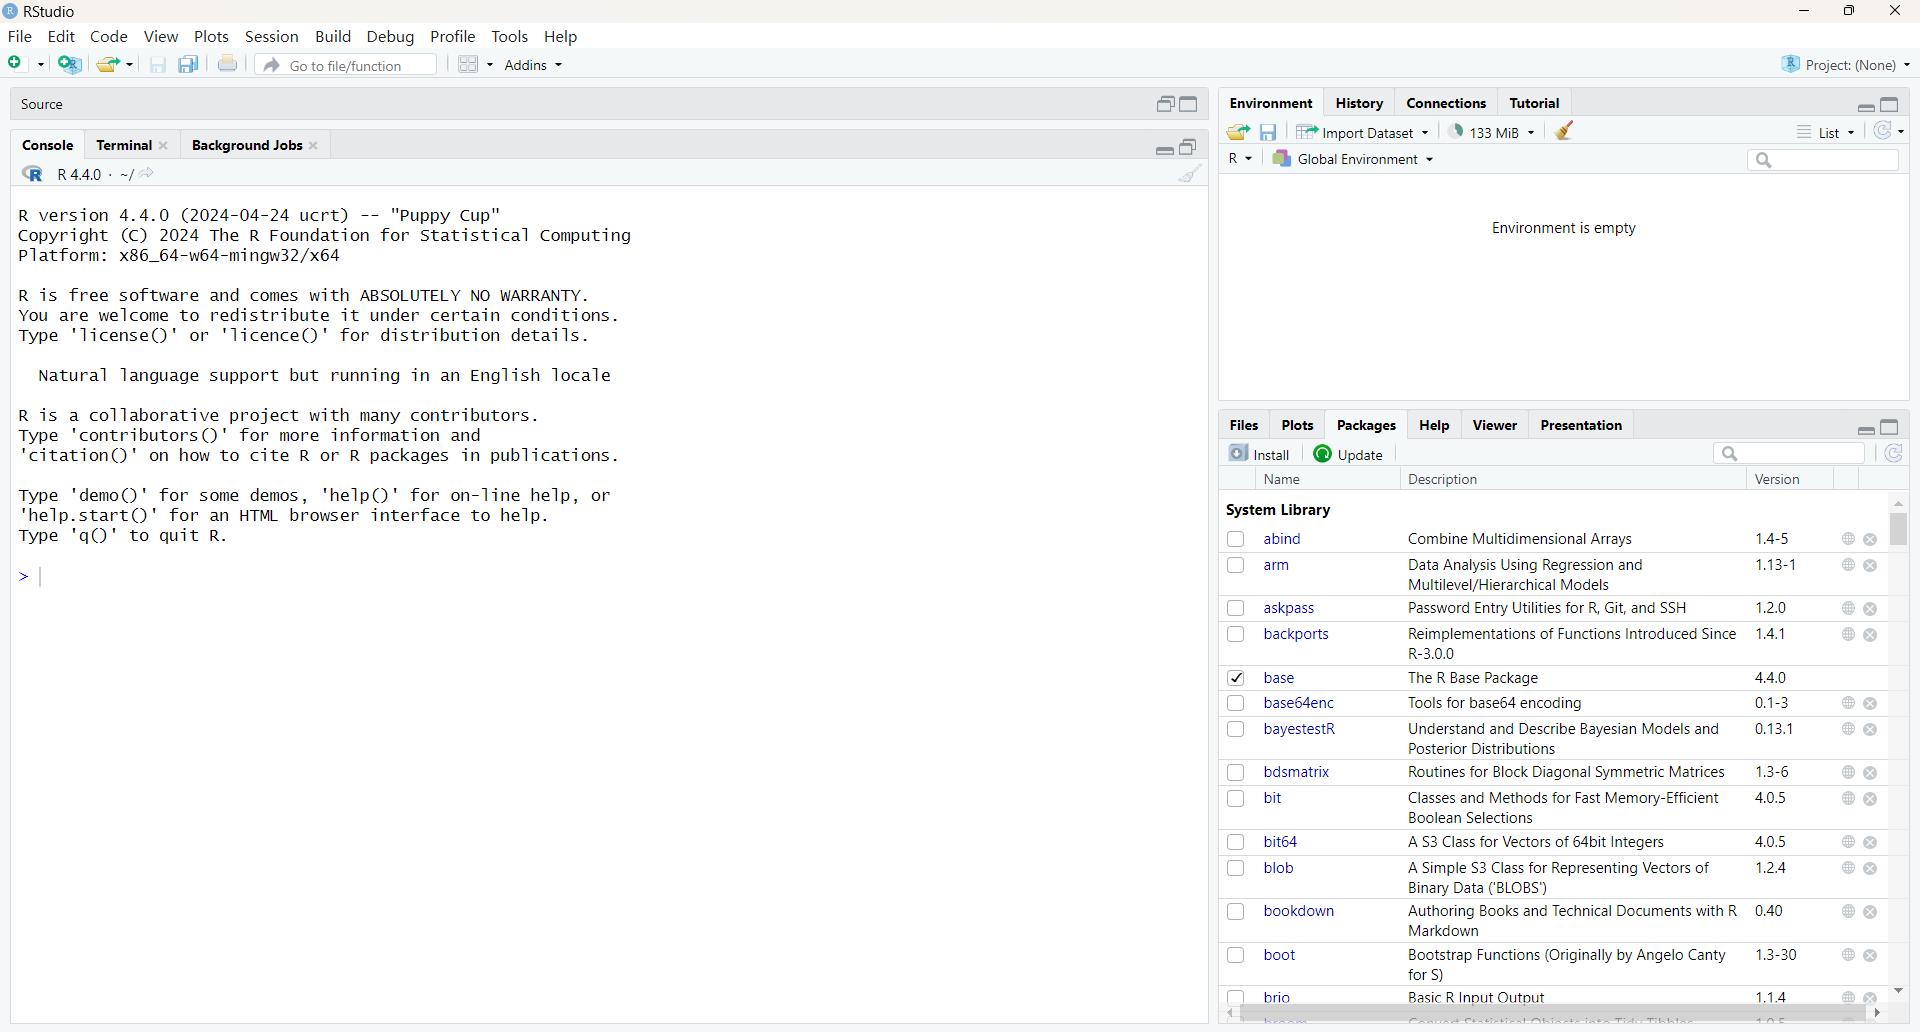 RStudio
File Edit Code View Plots Session Build Debug Profile Tools Help
Go to file/function Addins Project: (None)
Source
Console Terminal Background Jobs
R 4.4.0 · ~/
R version 4.4.0 (2024-04-24 ucrt) -- "Puppy Cup"
Copyright (C) 2024 The R Foundation for Statistical Computing
Platform: x86_64-w64-mingw32/x64
R is free software and comes with ABSOLUTELY NO WARRANTY.
You are welcome to redistribute it under certain conditions.
Type 'license()' or 'licence()' for distribution details.
Natural language support but running in an English locale
R is a collaborative project with many contributors.
Type 'contributors()' for more information and
'citation()' on how to cite R or R packages in publications.
Type 'demo()' for some demos, 'help()' for on-line help, or
'help.start()' for an HTML browser interface to help.
Type 'q()' to quit R.
>
Environment History Connections Tutorial
Import Dataset 133 MiB List
R Global Environment
Environment is empty
Files Plots Packages Help Viewer Presentation
Install Update
Name Description Version
System Library
abind Combine Multidimensional Arrays 1.4-5
arm Data Analysis Using Regression and 1.13-1
Multilevel/Hierarchical Models
askpass Password Entry Utilities for R, Git, and SSH 1.2.0
backports Reimplementations of Functions Introduced Since 1.4.1
R-3.0.0
base The R Base Package 4.4.0
base64enc Tools for base64 encoding 0.1-3
bayestestR Understand and Describe Bayesian Models and 0.13.1
Posterior Distributions
bdsmatrix Routines for Block Diagonal Symmetric Matrices 1.3-6
bit Classes and Methods for Fast Memory-Efficient 4.0.5
Boolean Selections
bit64 A S3 Class for Vectors of 64bit Integers 4.0.5
blob A Simple S3 Class for Representing Vectors of 1.2.4
Binary Data ('BLOBS')
bookdown Authoring Books and Technical Documents with R 0.40
Markdown
boot Bootstrap Functions (Originally by Angelo Canty 1.3-30
for S)
brio Basic R Input Output 1.1.4